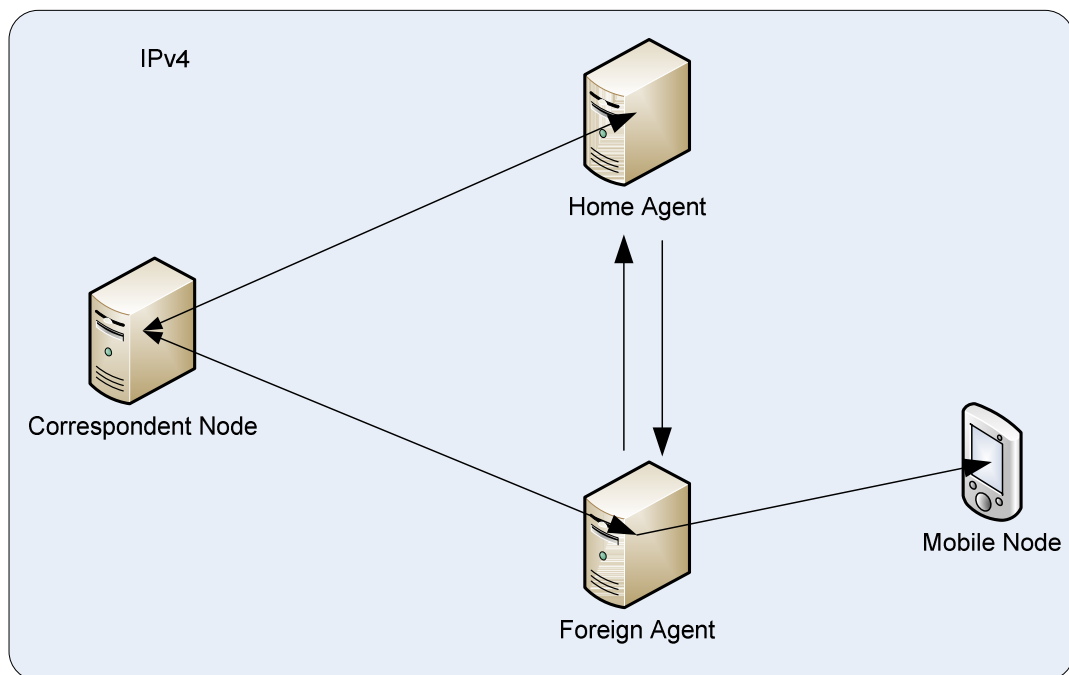 IPv4
Home Agent
Correspondent Node
Mobile Node
Foreign Agent